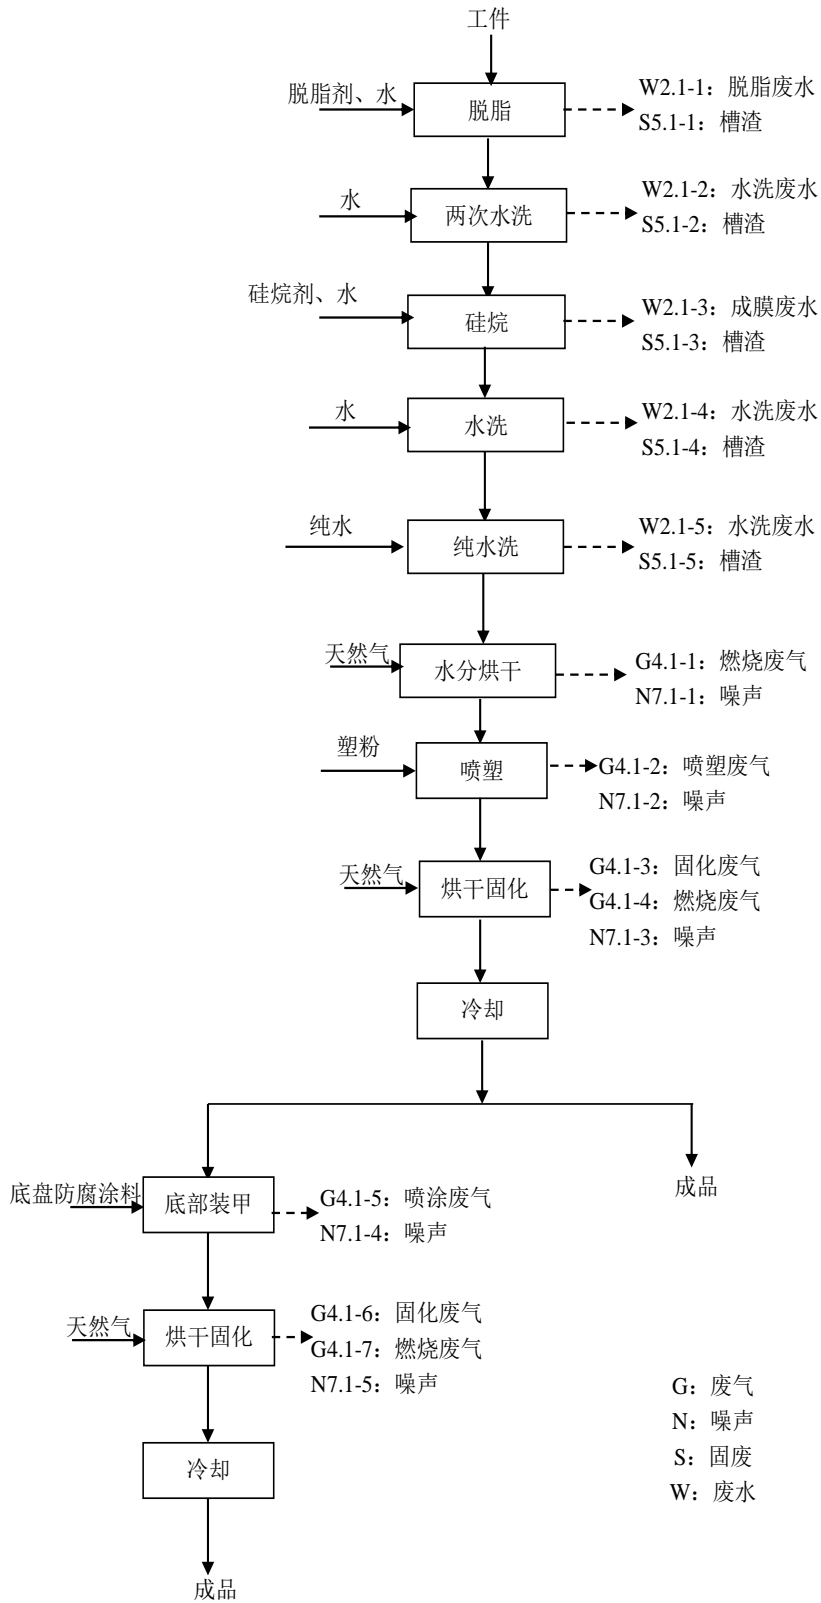 工件
脱脂剂、水
脱脂
W2.1-1：脱脂废水
S5.1-1：槽渣
水
两次水洗
W2.1-2：水洗废水
S5.1-2：槽渣
硅烷剂、水
硅烷
W2.1-3：成膜废水
S5.1-3：槽渣
水
水洗
W2.1-4：水洗废水
S5.1-4：槽渣
纯水
纯水洗
W2.1-5：水洗废水
S5.1-5：槽渣
天然气
水分烘干
G4.1-1：燃烧废气
N7.1-1：噪声
塑粉
喷塑
G4.1-2：喷塑废气
N7.1-2：噪声
天然气
烘干固化
G4.1-3：固化废气
G4.1-4：燃烧废气
N7.1-3：噪声
冷却
成品
底盘防腐涂料
底部装甲
G4.1-5：喷涂废气
N7.1-4：噪声
天然气
烘干固化
G4.1-6：固化废气
G4.1-7：燃烧废气
N7.1-5：噪声
冷却
成品
G：废气
N：噪声
S：固废
W：废水